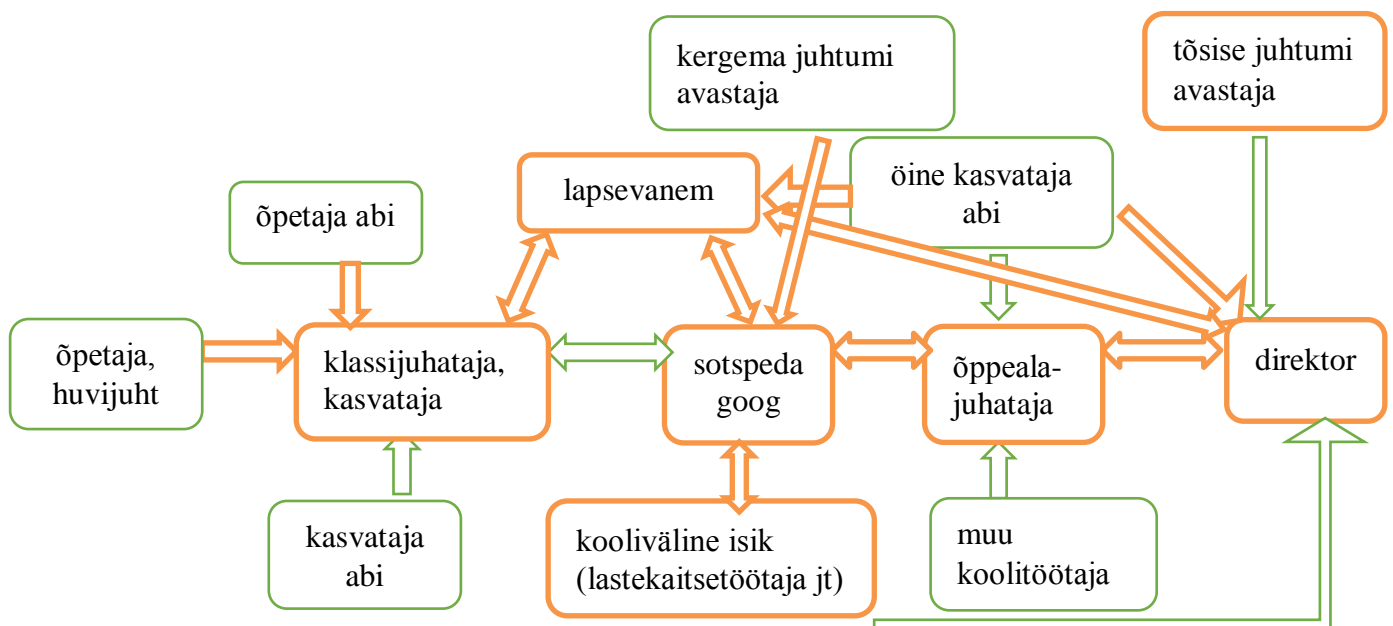 kergema juhtumi
avastaja
tõsise juhtumi
avastaja
lapsevanem
öine kasvataja
abi
õpetaja abi
õpetaja,
huvijuht
klassijuhataja,
kasvataja
sotspeda
goog
õppeala-
juhataja
direktor
kasvataja
abi
kooliväline isik
(lastekaitsetöötaja jt)
muu
koolitöötaja